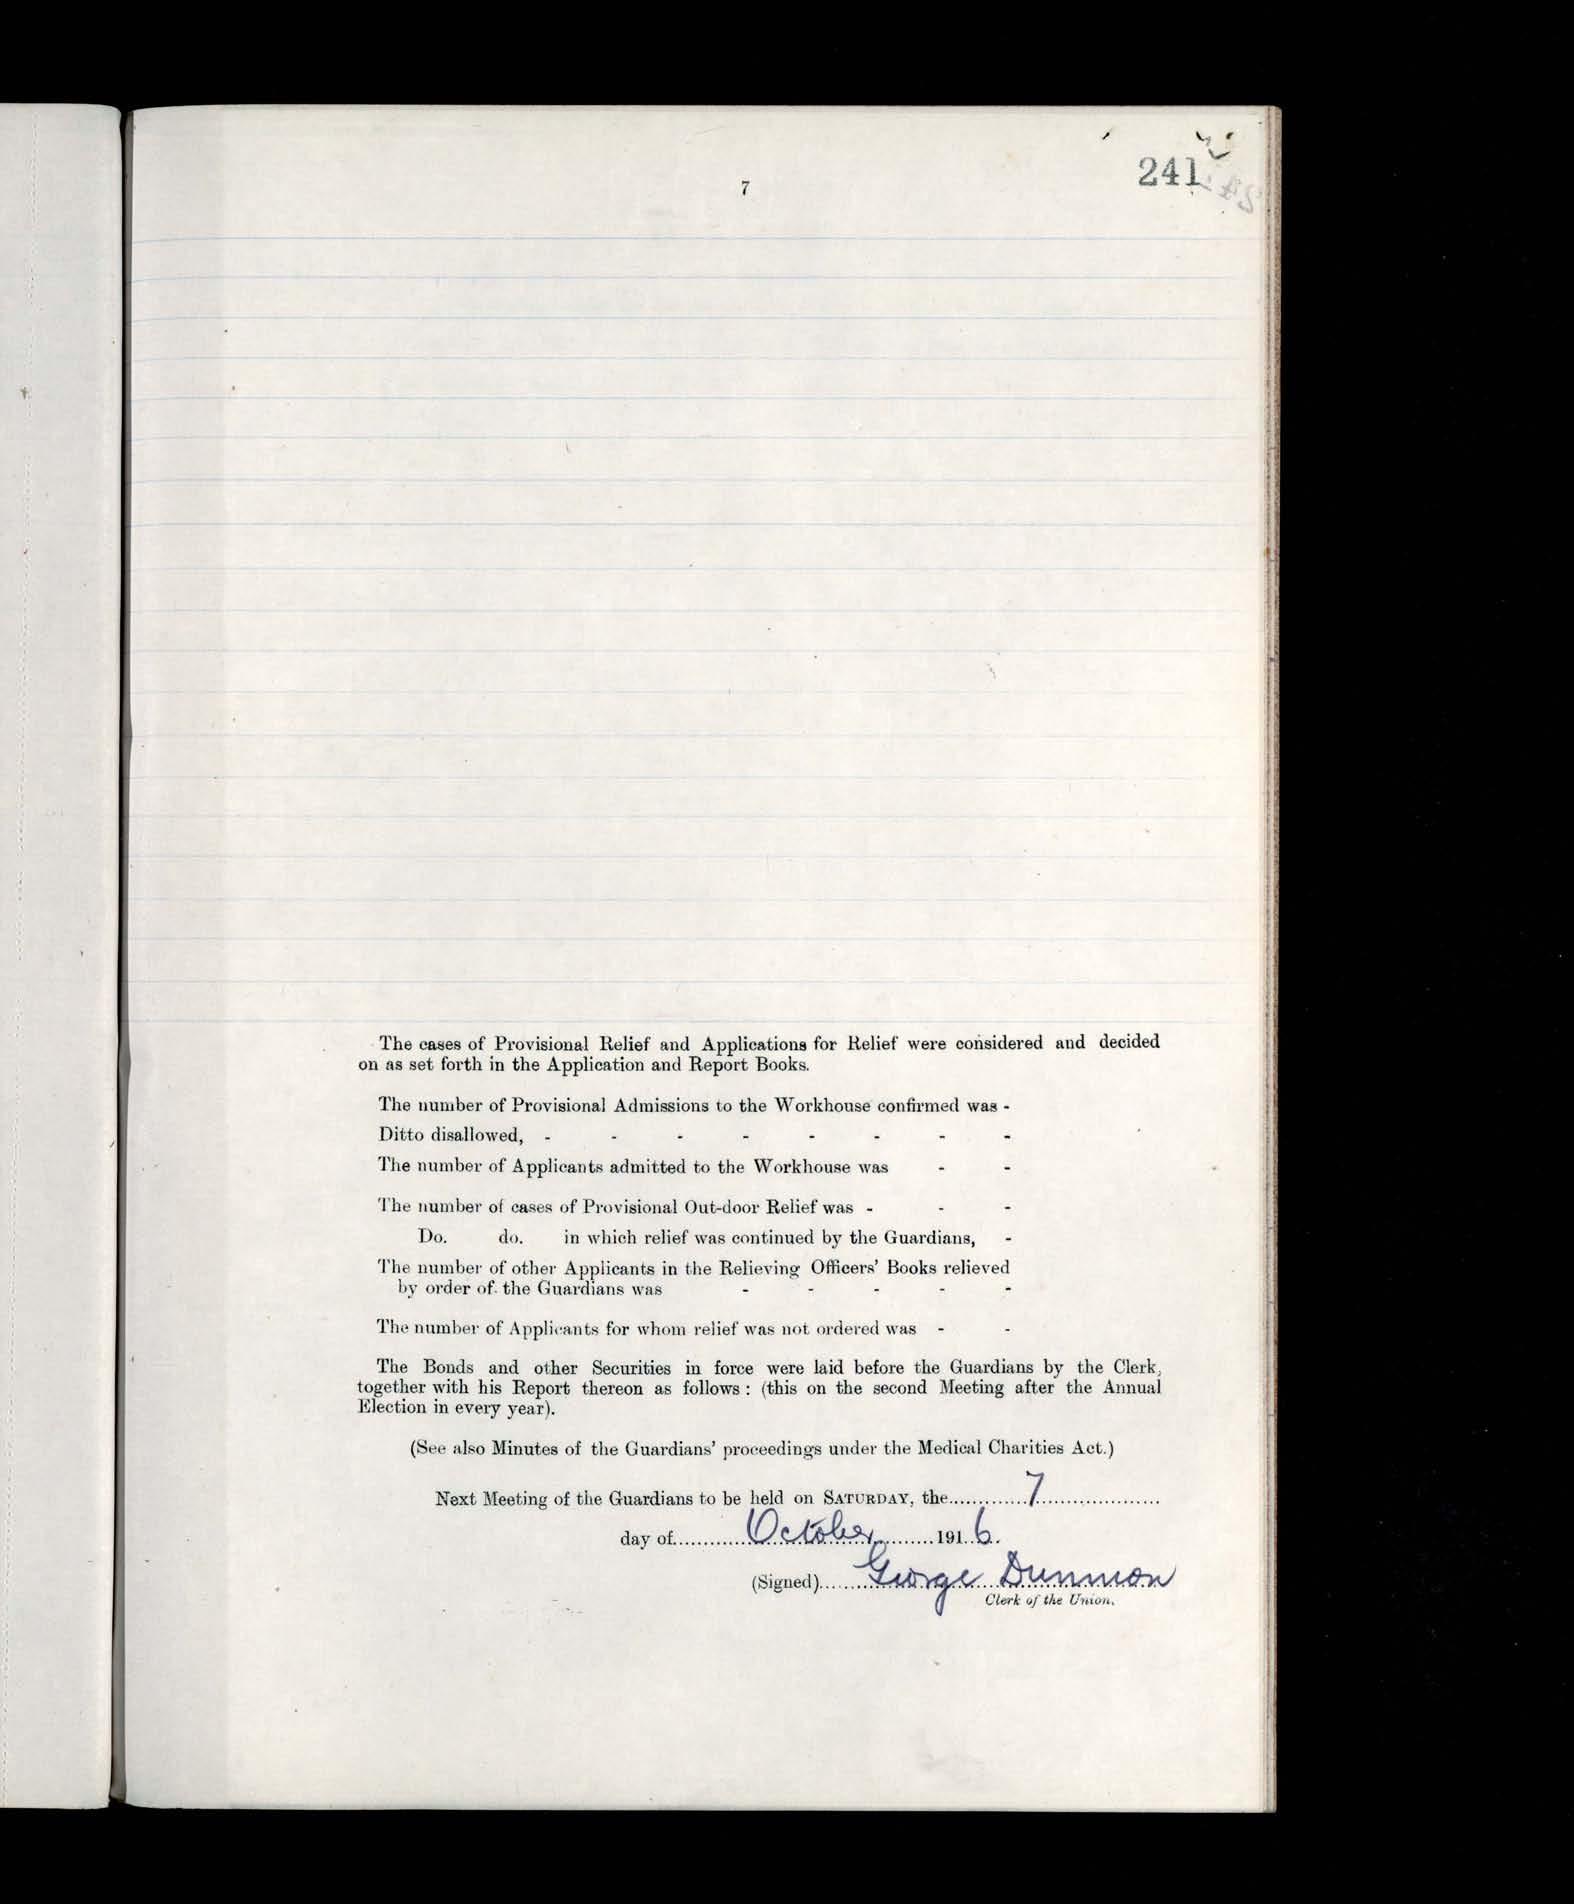 7
241
The cases of Provisional Relief and Applications for Relief were considered and decided
on as set forth in the Application and Report Books.
The number of Provisional Admissions to the Workhouse confirmed was -
Ditto disallowed, - - - - - - - -
The number of Applicants admitted to the Workhouse was - -
The number of cases of Provisional Out-door Relief was - - -
Do. do. in which relief was continued by the Guardians, -
The number of other Applicants in the Relieving Officers' Books relieved
by order of the Guardians was - - - - -
The number of Applicants for whom relief was not ordered was - -
The Bonds and other Securities in force were laid before the Guardians by the Clerk,
together with his Report thereon as follows : (this on the second Meeting after the Annual
Election in every year).
(See also Minutes of the Guardians' proceedings under the Medical Charities Act.)
Next Meeting of the Guardians to be held on SATURDAY, the 7
day of October 1916.
(Signed) George
Clerk of the Union.